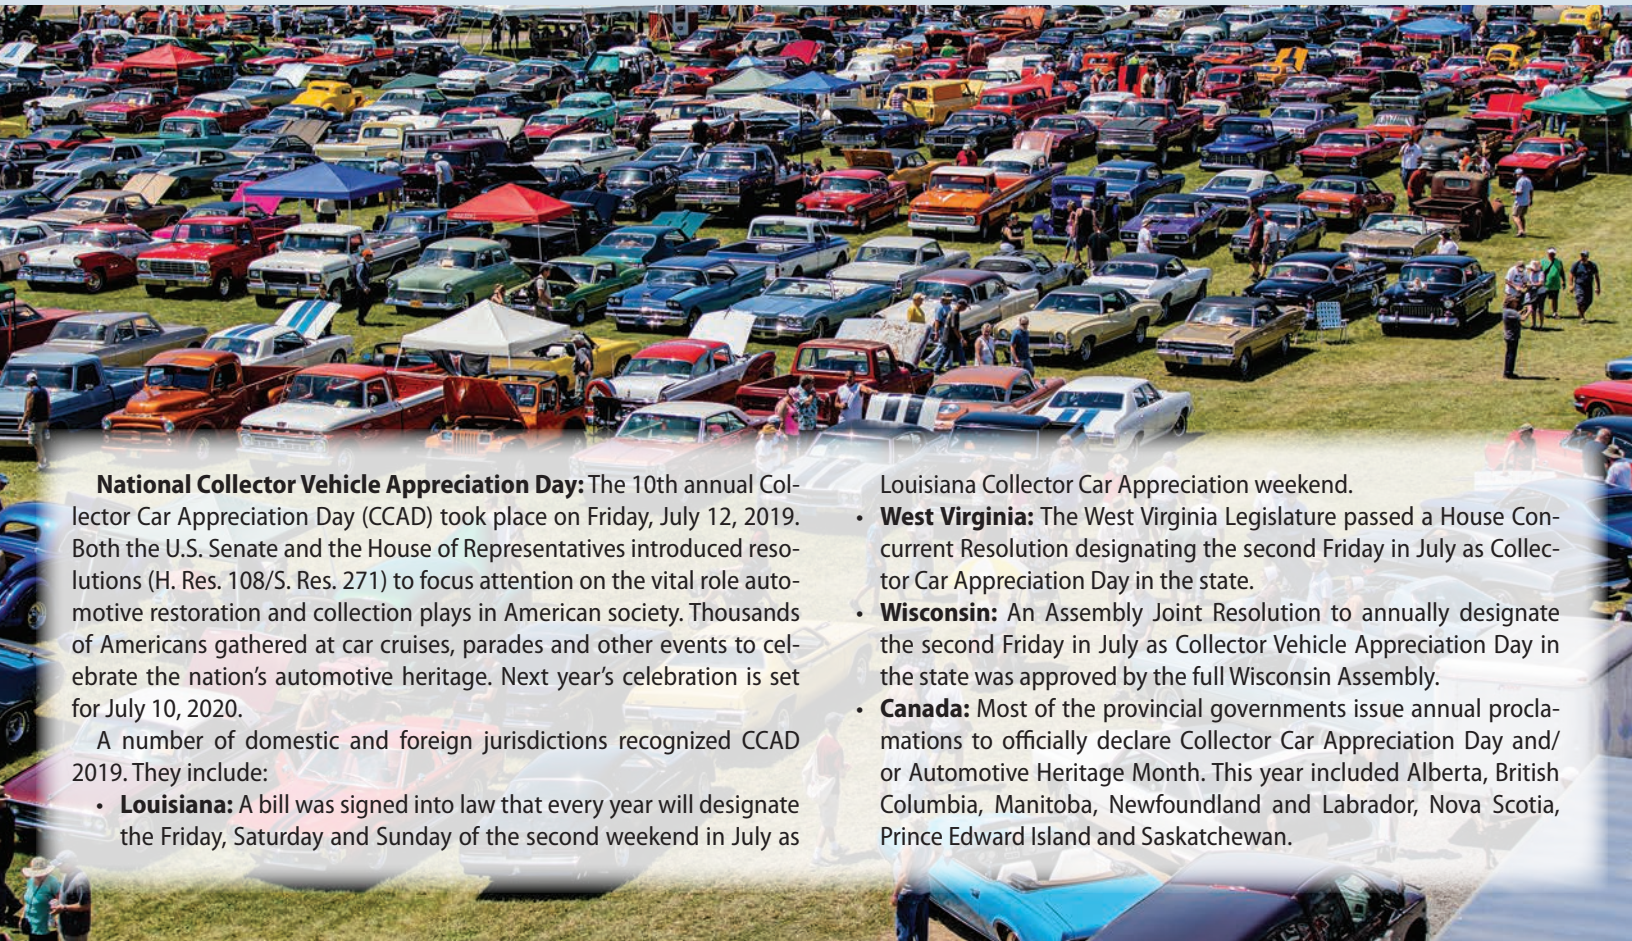 National Collector Vehicle Appreciation Day: The 10th annual Col-
lector Car Appreciation Day (CCAD) took place on Friday, July 12, 2019.
Both the U.S. Senate and the House of Representatives introduced reso-
lutions (H. Res. 108/S. Res. 271) to focus attention on the vital role auto-
motive restoration and collection plays in American society. Thousands
of Americans gathered at car cruises, parades and other events to cel-
ebrate the nation’s automotive heritage. Next year’s celebration is set
for July 10, 2020.
A number of domestic and foreign jurisdictions recognized CCAD
2019. They include:
• Louisiana: A bill was signed into law that every year will designate
the Friday, Saturday and Sunday of the second weekend in July as
Louisiana Collector Car Appreciation weekend.
• West Virginia: The West Virginia Legislature passed a House Con-
current Resolution designating the second Friday in July as Collec-
tor Car Appreciation Day in the state.
• Wisconsin: An Assembly Joint Resolution to annually designate
the second Friday in July as Collector Vehicle Appreciation Day in
the state was approved by the full Wisconsin Assembly.
• Canada: Most of the provincial governments issue annual procla-
mations to officially declare Collector Car Appreciation Day and/
or Automotive Heritage Month. This year included Alberta, British
Columbia, Manitoba, Newfoundland and Labrador, Nova Scotia,
Prince Edward Island and Saskatchewan.